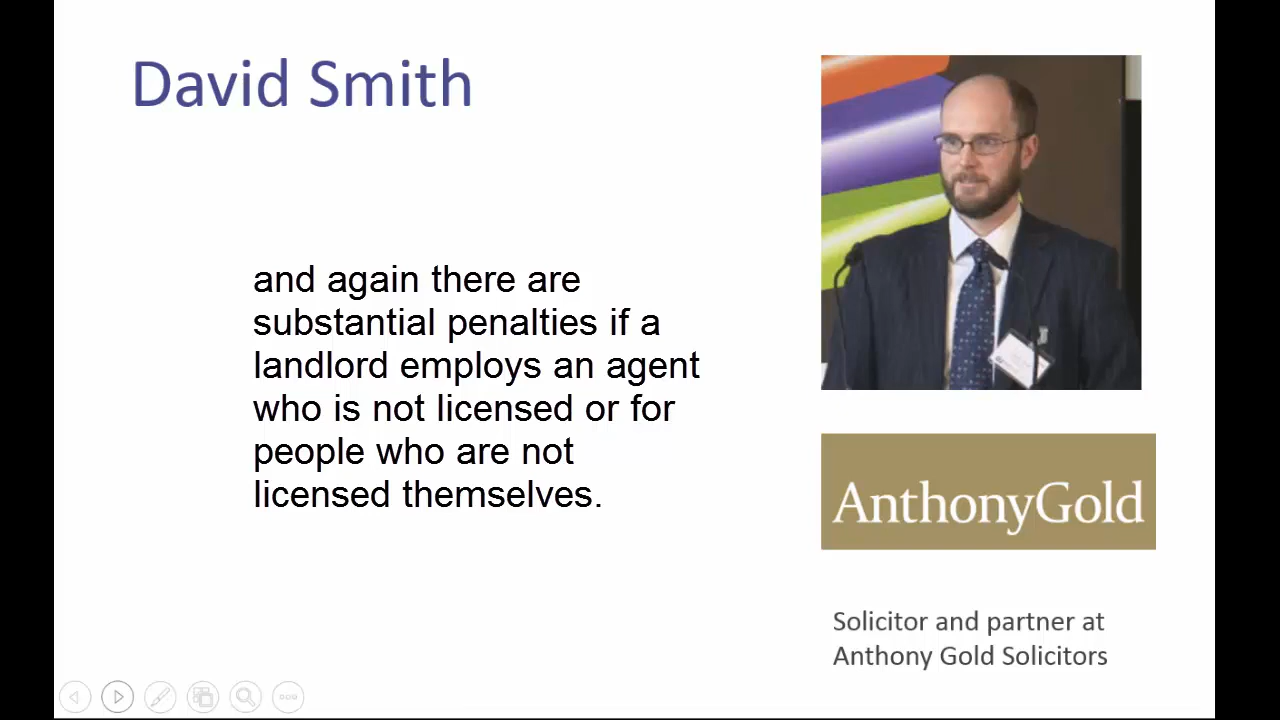 David Smith
and again there are
substantial penalties if a
landlord employs an agent
who is not licensed or for
people who are not
licensed themselves.
AnthonyGold
Solicitor and partner at
Anthony Gold Solicitors